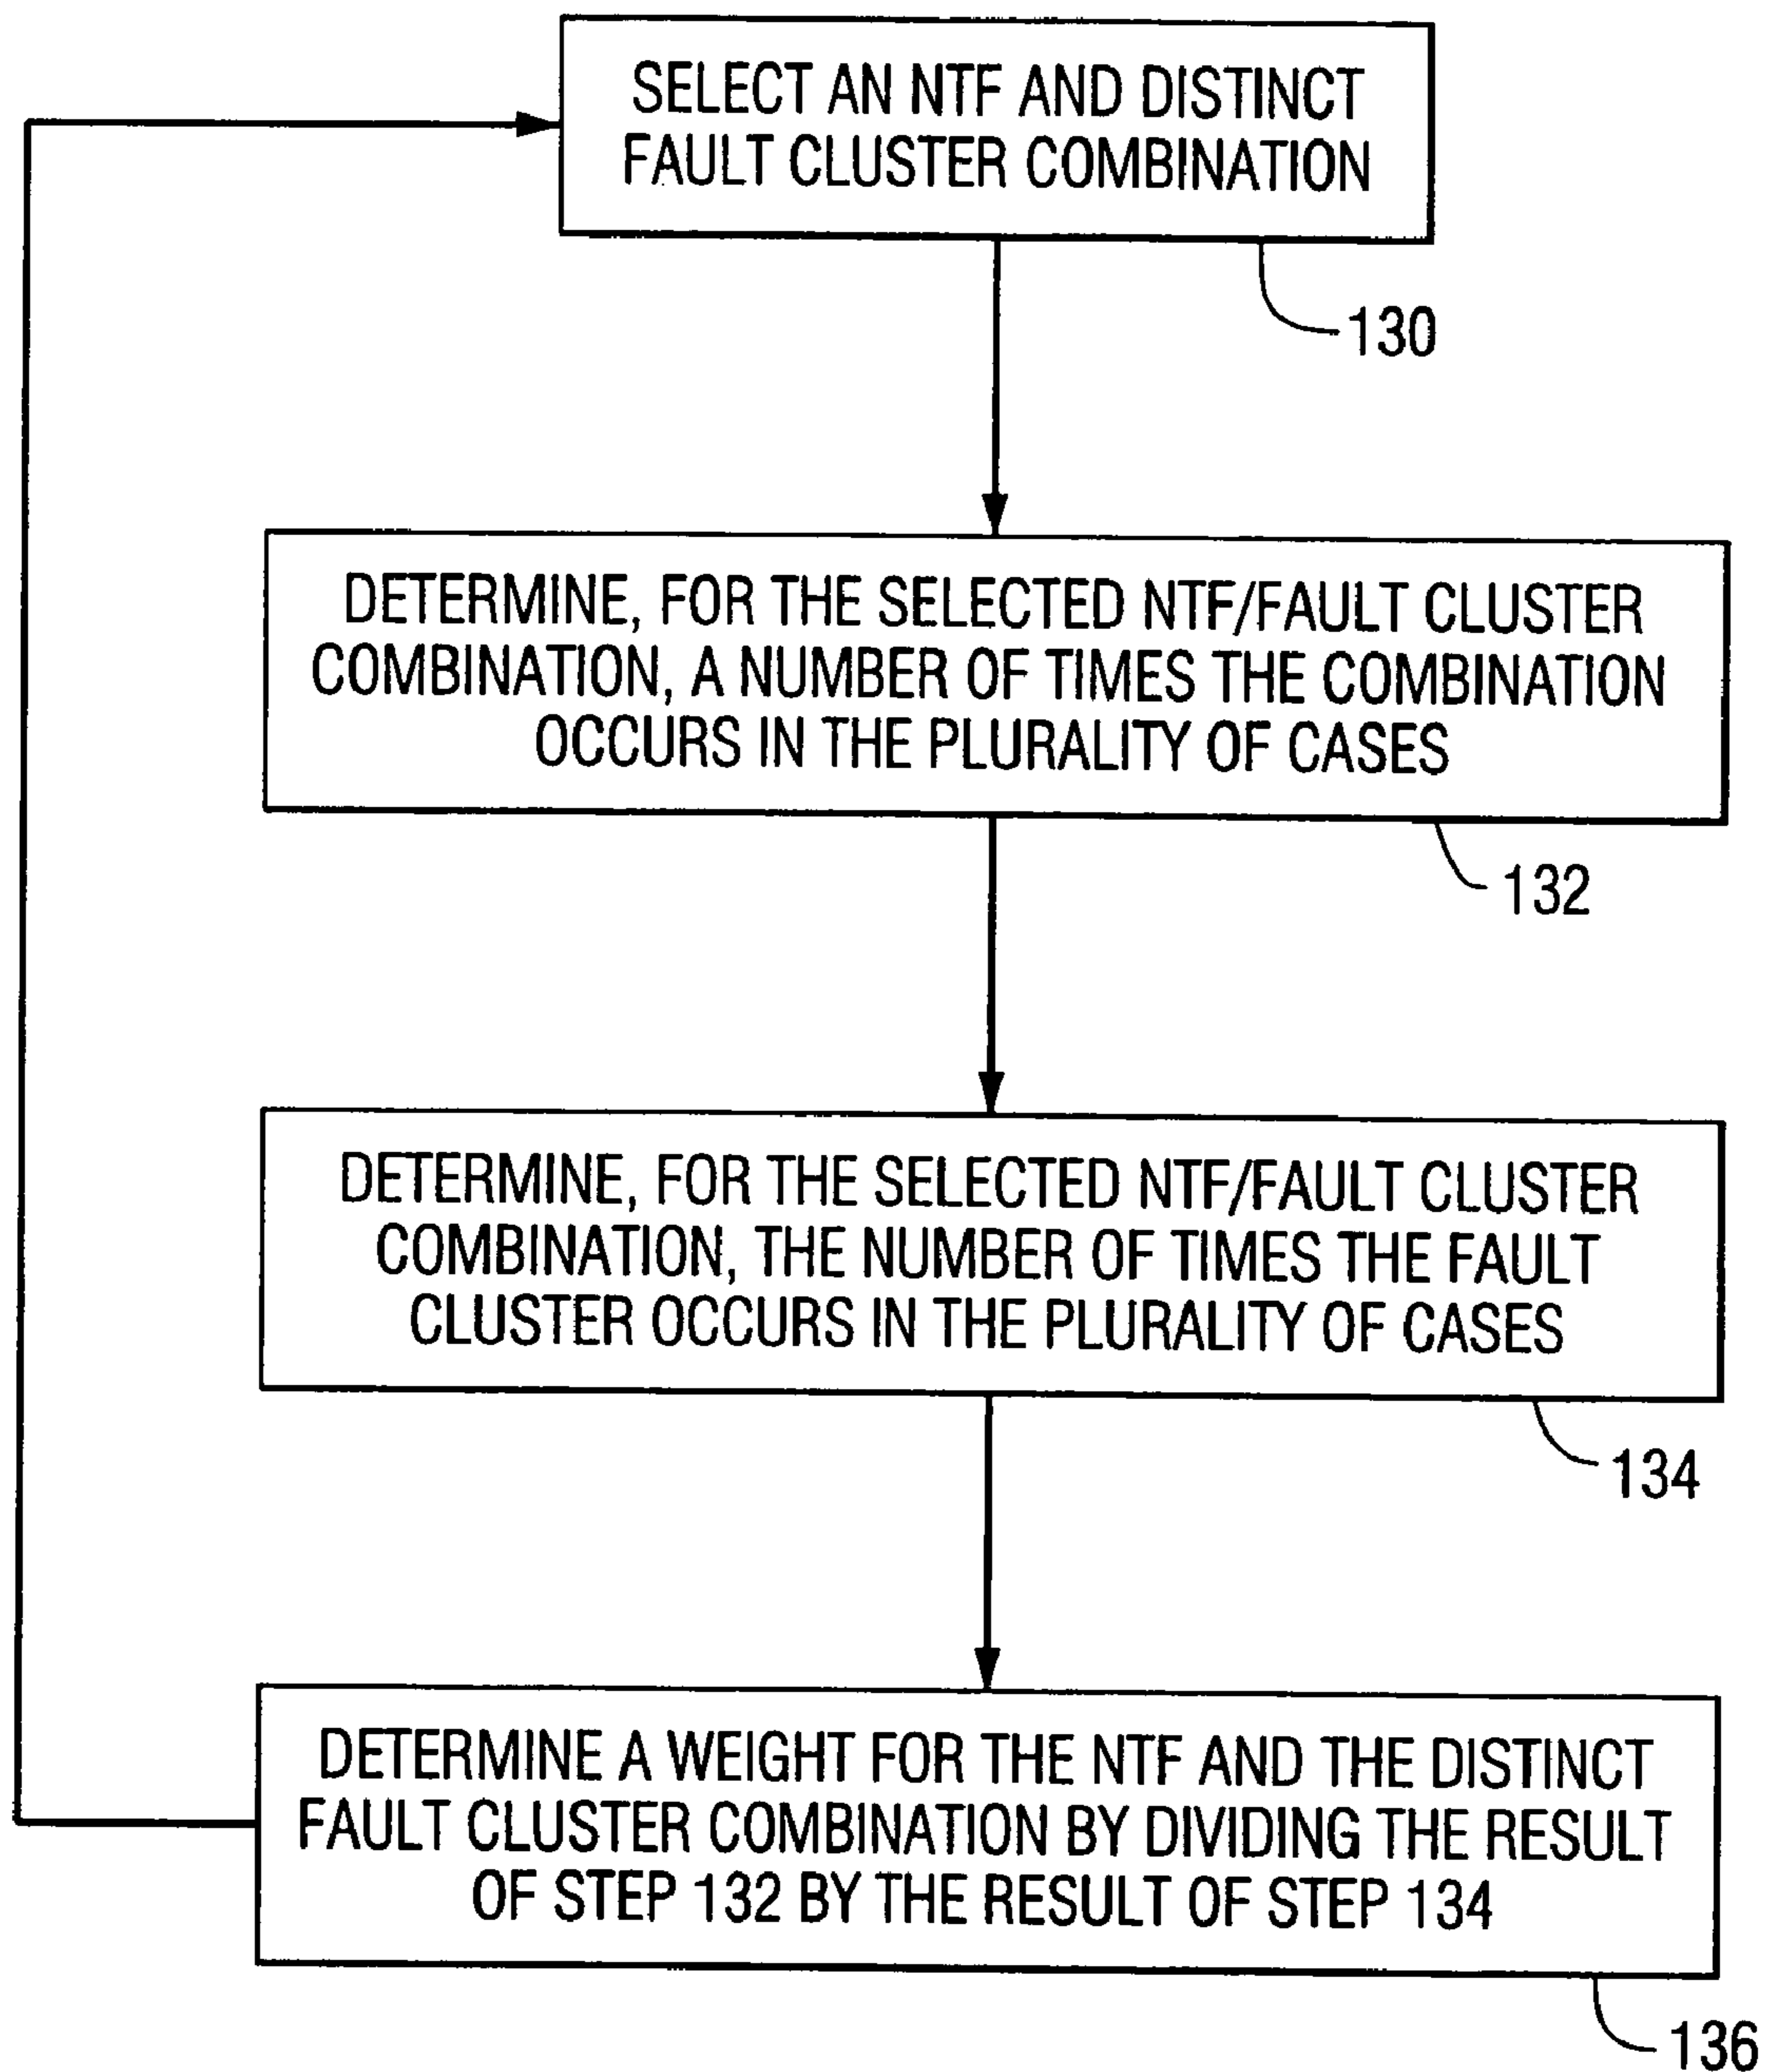 SELECT AN NTF AND DISTINCT
FAULT CLUSTER COMBINATION
130
DETERMINE, FOR THE SELECTED NTF/FAULT CLUSTER
COMBINATION, A NUMBER OF TIMES THE COMBINATION
OCCURS IN THE PLURALITY OF CASES
132
DETERMINE, FOR THE SELECTED NTF/FAULT CLUSTER
COMBINATION, THE NUMBER OF TIMES THE FAULT
CLUSTER OCCURS IN THE PLURALITY OF CASES
134
DETERMINE A WEIGHT FOR THE NTF AND THE DISTINCT
FAULT CLUSTER COMBINATION BY DIVIDING THE RESULT
OF STEP 132 BY THE RESULT OF STEP 134
136